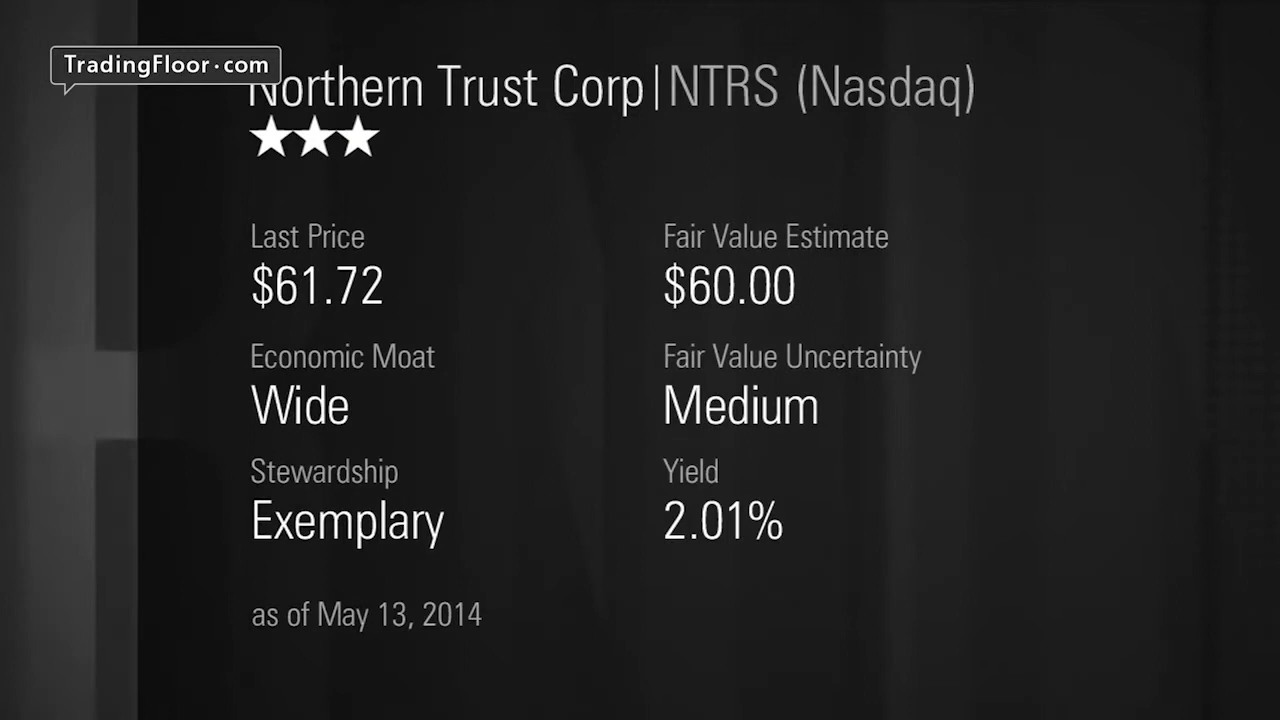 TradingFloor·com
Northern Trust Corp|NTRS (Nasdaq)
Last Price
$61.72
Fair Value Estimate
$60.00
Economic Moat
Wide
Fair Value Uncertainty
Medium
Stewardship
Exemplary
Yield
2.01%
as of May 13, 2014